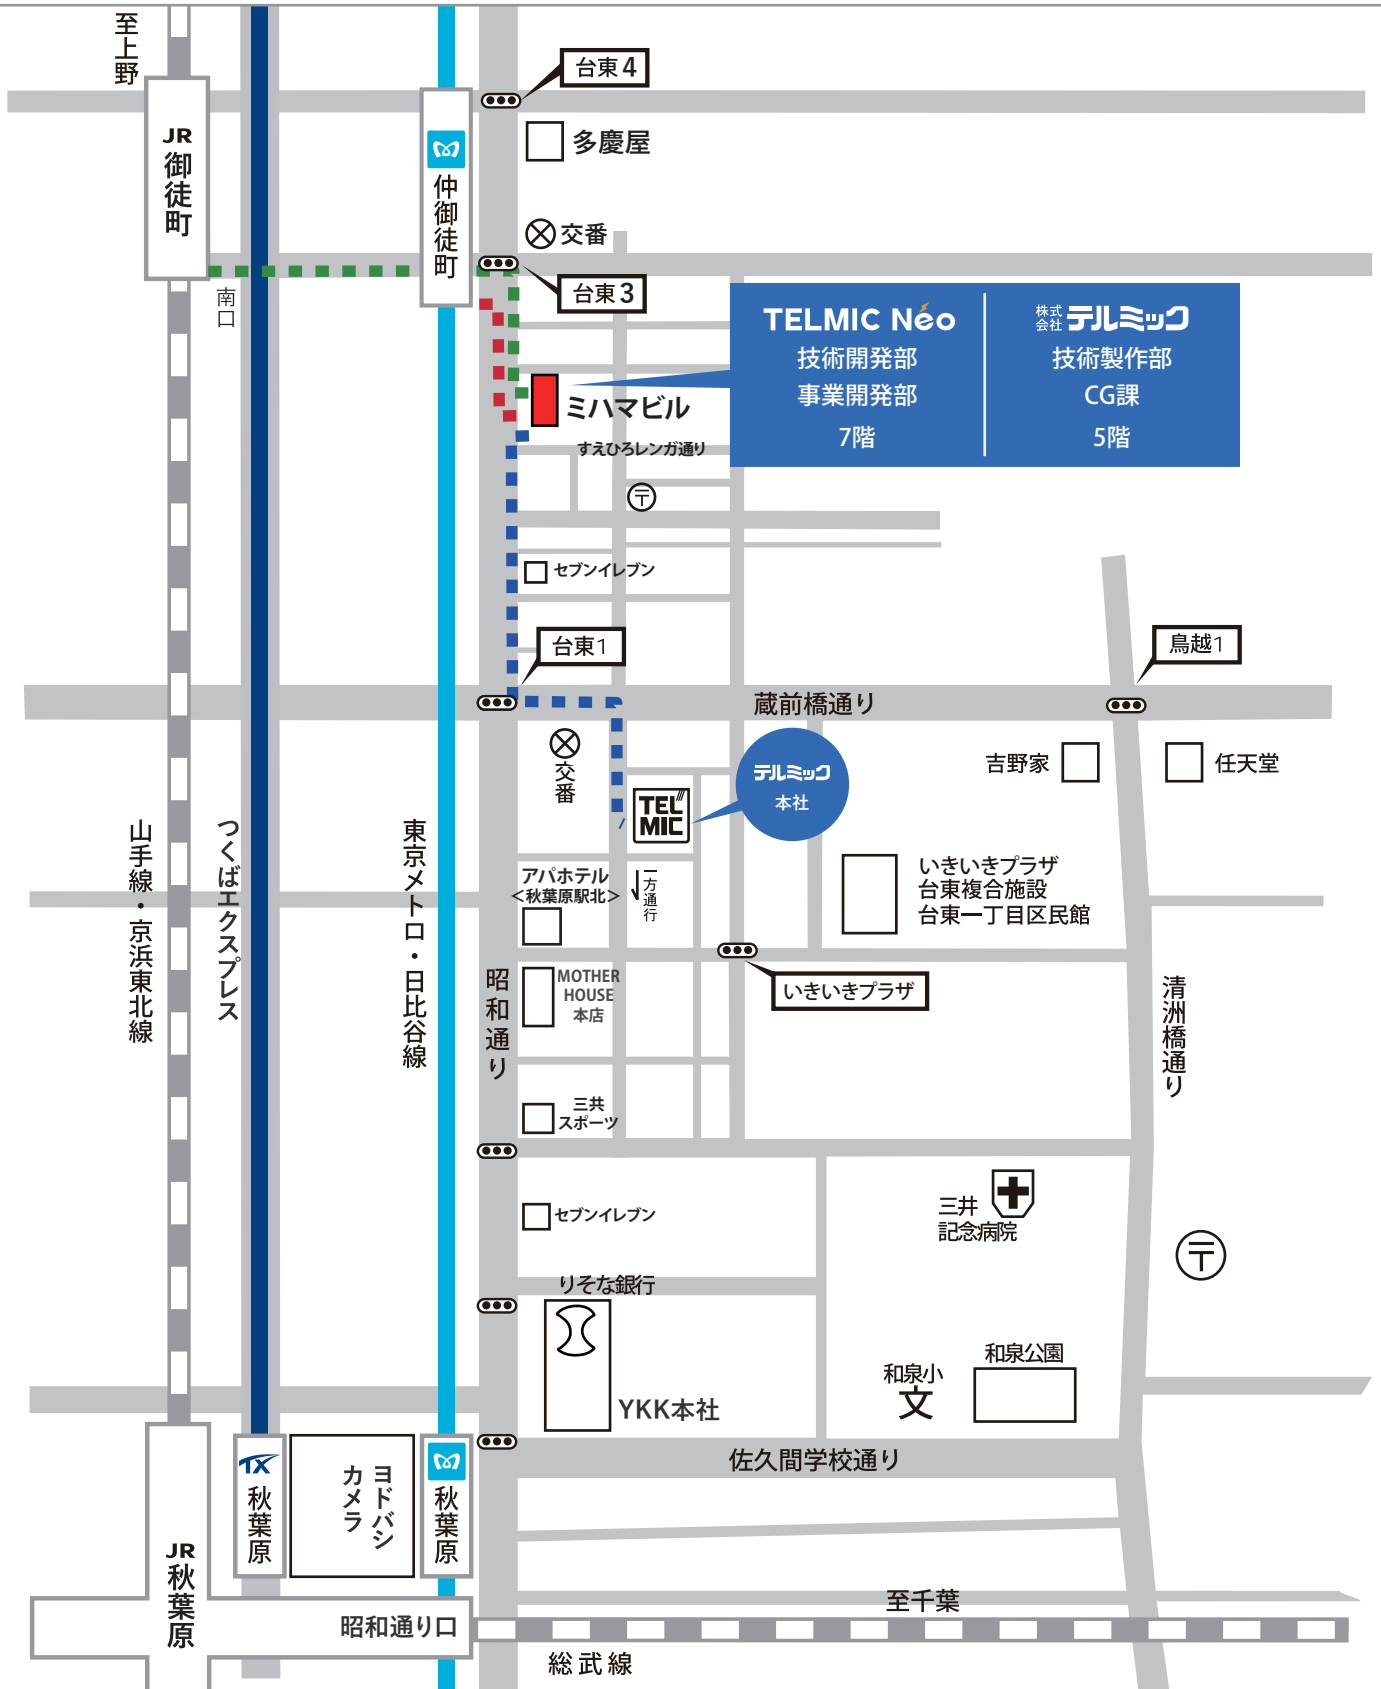 至上野
台東4
JR
御徒町
多慶屋
仲御徒町
交番
台東3
南口
TELMIC Neo
技術開発部
事業開発部
7階
株式会社
テルミック
技術製作部
CG課
5階
ミハマビル
すえひろレンガ通り
〒
セブンイレブン
台東1
鳥越1
蔵前橋通り
交番
テルミック
本社
TEL
MIC
吉野家
任天堂
山手線・京浜東北線
つくばエクスプレス
東京メトロ・日比谷線
アパホテル
<秋葉原駅北>
一方通行
いきいきプラザ
台東複合施設
台東一丁目区民館
昭和通り
MOTHER
HOUSE
本店
いきいきプラザ
清洲橋通り
三共
スポーツ
セブンイレブン
三井
記念病院
〒
りそな銀行
YKK本社
和泉小
文
和泉公園
佐久間学校通り
TX
秋葉原
ヨドバシ
カメラ
秋葉原
JR
秋葉原
昭和通り口
至千葉
総武線